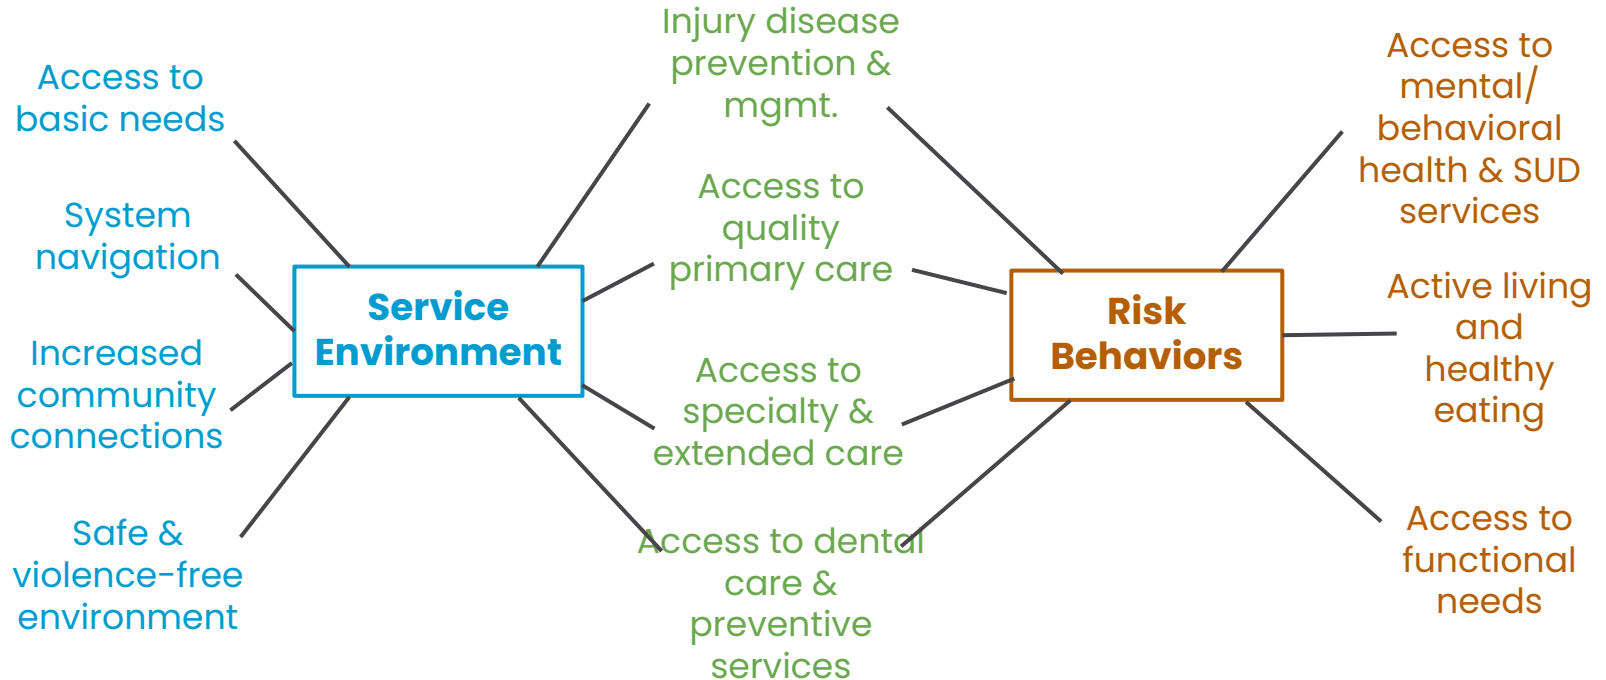 Access to
basic needs
System
navigation
Increased
community
connections
Safe &
violence-free
environment
Service
Environment
Injury disease
prevention &
mgmt.
Access to
quality
primary care
Access to
specialty &
extended care
Access to dental
care &
preventive
services
Risk
Behaviors
Access to
mental/
behavioral
health & SUD
services
Active living
and
healthy
eating
Access to
functional
needs